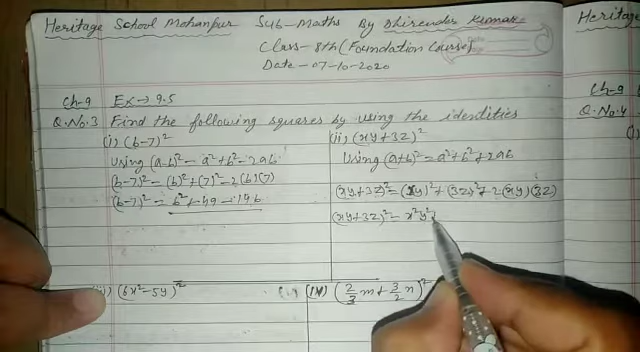 Heritage School Mohanpur Sub-Maths By Dhirender Kumar
Class-8th (Foundation Course)
Date-07-10-2020
Ch-9 Ex→9.5
Q.No.3 Find the following squares by using the identities
(i) (b-7)²
Using (a-b)² = a²+b²-2ab
(b-7)² = (b)²+(7)²-2(b)(7)
(b-7)² = b²+49-14b
(ii) (xy+3z)²
Using (a+b)² = a²+b²+2ab
(xy+3z)² = (xy)²+(3z)²+2(xy)(3z)
(xy+3z)² = x²y²+
(6x²-5y)²
(iv) (2/3 m + 3/2 n)²
Heritage
Ch-9
Q.No.4